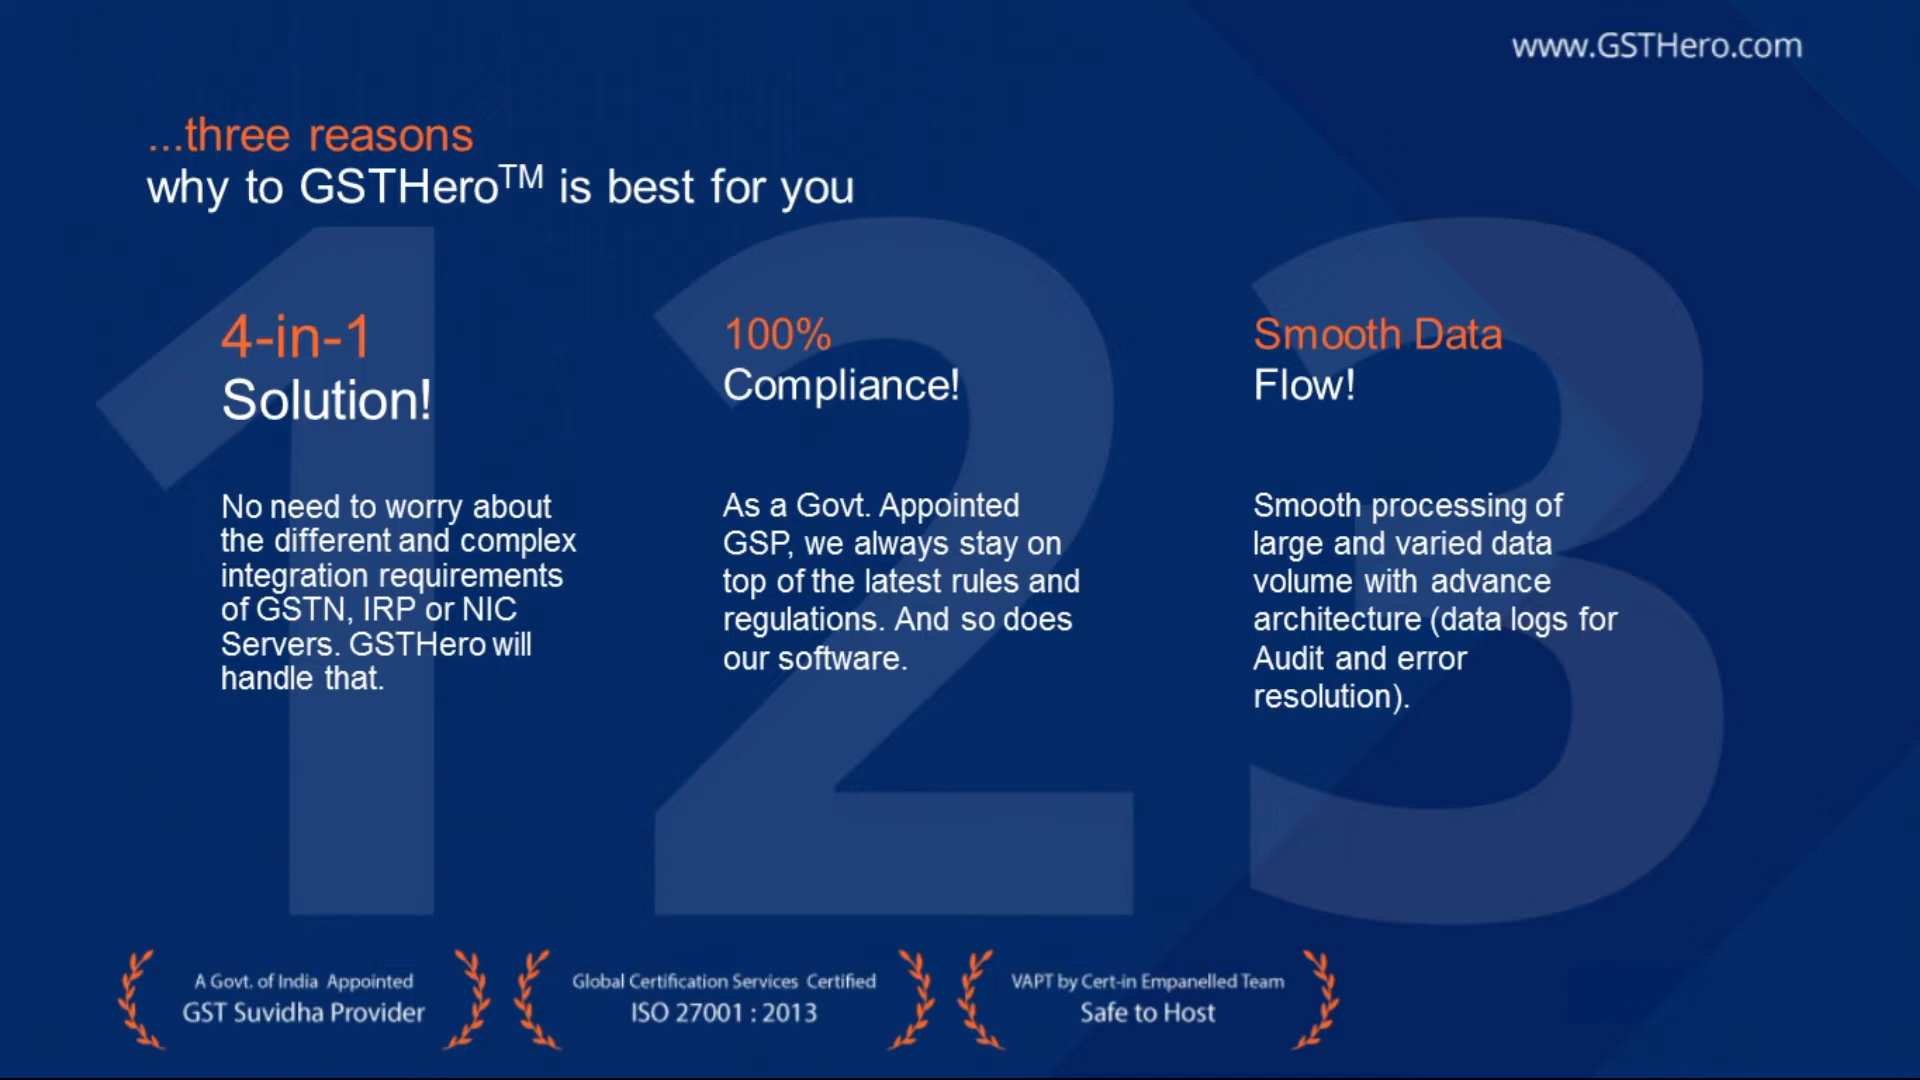 www.GSTHero.com
...three reasons
why to GSTHero™ is best for you
1
4-in-1
Solution!
No need to worry about
the different and complex
integration requirements
of GSTN, IRP or NIC
Servers. GSTHero will
handle that.
2
100%
Compliance!
As a Govt. Appointed
GSP, we always stay on
top of the latest rules and
regulations. And so does
our software.
3
Smooth Data
Flow!
Smooth processing of
large and varied data
volume with advance
architecture (data logs for
Audit and error
resolution).
A Govt. of India Appointed
GST Suvidha Provider
Global Certification Services Certified
ISO 27001 : 2013
VAPT by Cert-in Empanelled Team
Safe to Host